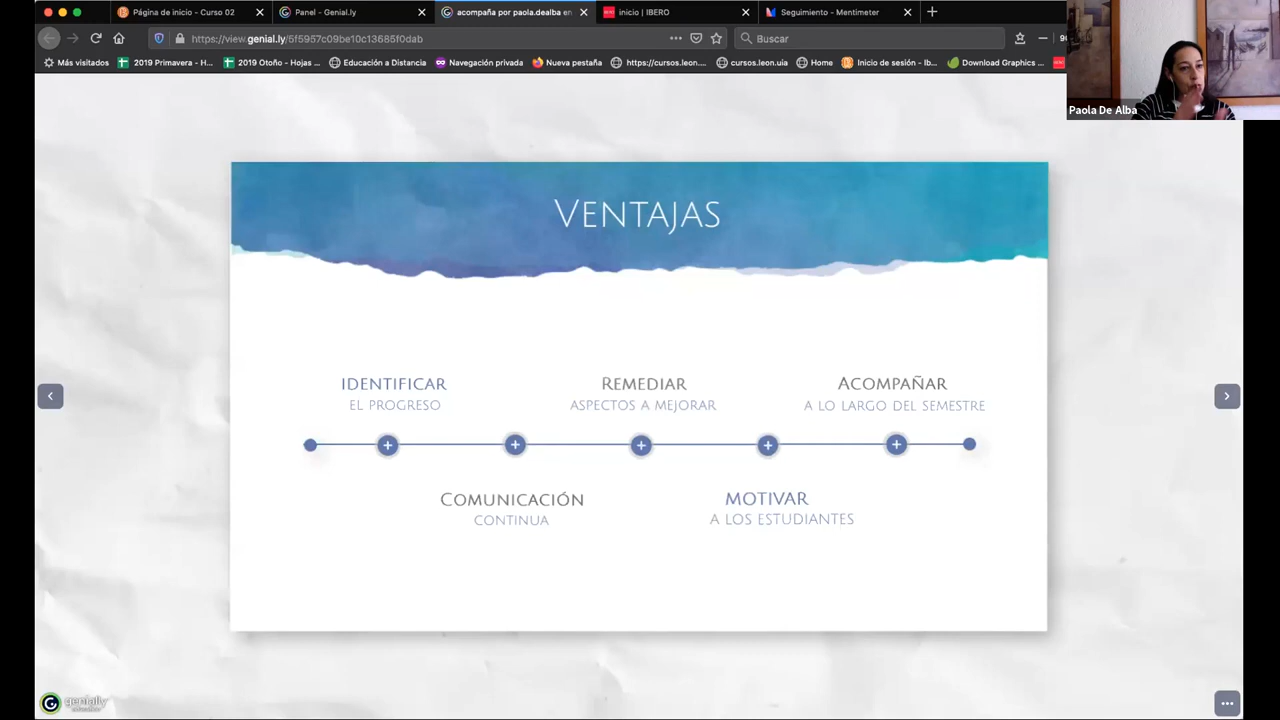 Página de inicio - Curso 02
Panel - Genial.ly
acompaña por paola.dealba en
inicio | IBERO
Seguimiento - Mentimeter
https://view.genial.ly/5f5957c09be10c13685f0dab
Buscar
Más visitados
2019 Primavera - H...
2019 Otoño - Hojas ...
Educación a Distancia
Navegación privada
Nueva pestaña
https://cursos.leon....
cursos.leon.uia
Home
Inicio de sesión - Ib...
Download Graphics ...
Paola De Alba
VENTAJAS
IDENTIFICAR
EL PROGRESO
REMEDIAR
ASPECTOS A MEJORAR
ACOMPAÑAR
A LO LARGO DEL SEMESTRE
COMUNICACIÓN
CONTINUA
MOTIVAR
A LOS ESTUDIANTES
genially